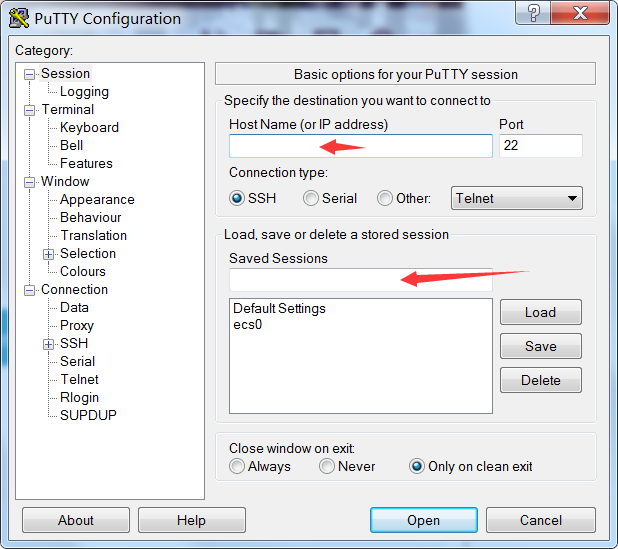 PuTTY Configuration
?
Category:
Session
Logging
Terminal
Keyboard
Bell
Features
Window
Appearance
Behaviour
Translation
Selection
Colours
Connection
Data
Proxy
SSH
Serial
Telnet
Rlogin
SUPDUP
Basic options for your PuTTY session
Specify the destination you want to connect to
Host Name (or IP address) Port
22
Connection type:
SSH Serial Other: Telnet
Load, save or delete a stored session
Saved Sessions
Default Settings
ecs0
Load
Save
Delete
Close window on exit:
Always Never Only on clean exit
About Help Open Cancel